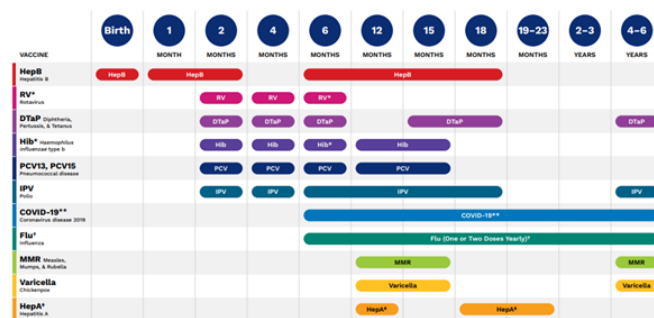 Birth 1 2 4 6 12 15 18 19–23 2–3 4–6
VACCINE MONTH MONTHS MONTHS MONTHS MONTHS MONTHS MONTHS MONTHS YEARS YEARS
HepB
Hepatitis B
HepB HepB HepB
RV*
Rotavirus
RV RV RV*
DTaP Diphtheria,
Pertussis, & Tetanus
DTaP DTaP DTaP DTaP DTaP
Hib* Haemophilus
influenzae type b
Hib Hib Hib* Hib
PCV13, PCV15
Pneumococcal disease
PCV PCV PCV PCV
IPV
Polio
IPV IPV IPV IPV
COVID-19**
Coronavirus disease 2019
COVID-19**
Flu†
Influenza
Flu (One or Two Doses Yearly)†
MMR Measles,
Mumps, & Rubella
MMR MMR
Varicella
Chickenpox
Varicella Varicella
Hepatitis A